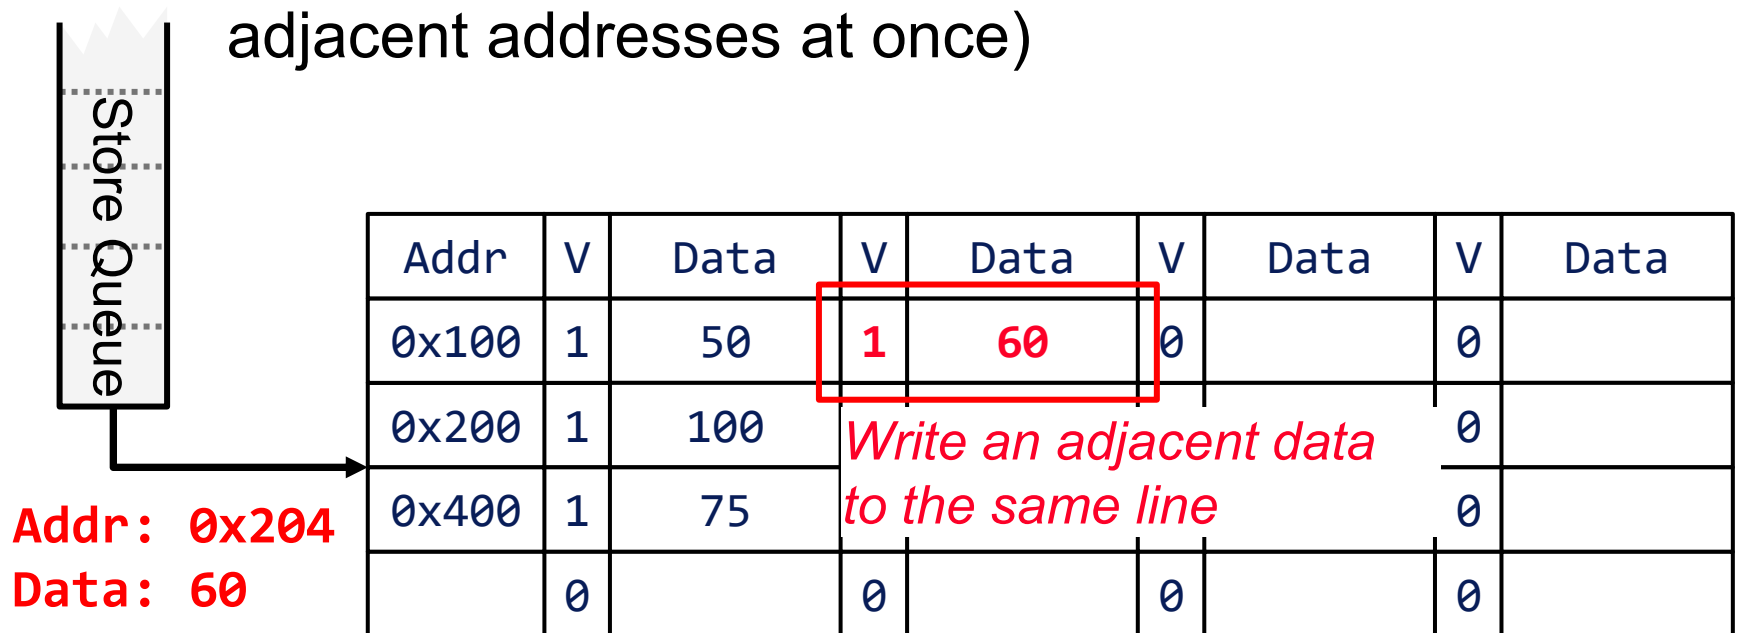 adjacent addresses at once)
Store Queue
Addr V Data V Data V Data V Data
0x100 1 50 1 60 0 0
0x200 1 100 0
Write an adjacent data
0x400 1 75 0
to the same line
0 0 0 0
Addr: 0x204
Data: 60